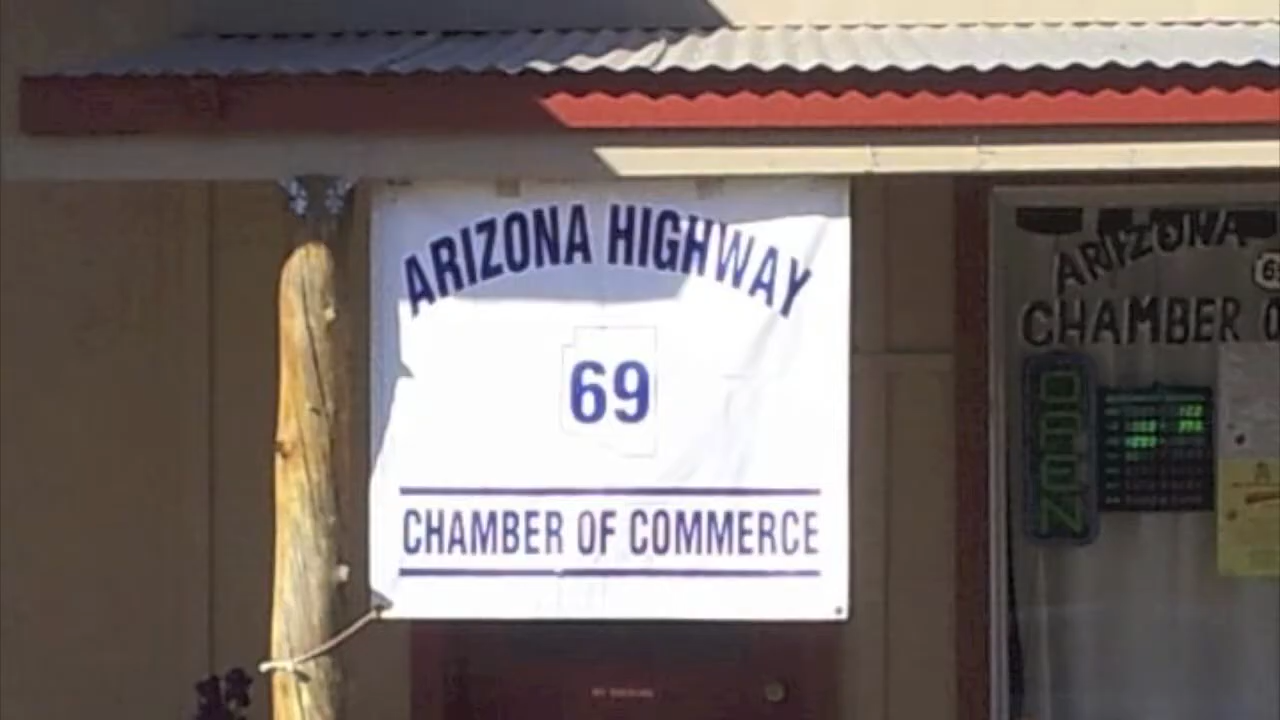 ARIZONA HIGHWAY
69
CHAMBER OF COMMERCE
ARIZONA
CHAMBER
OPEN